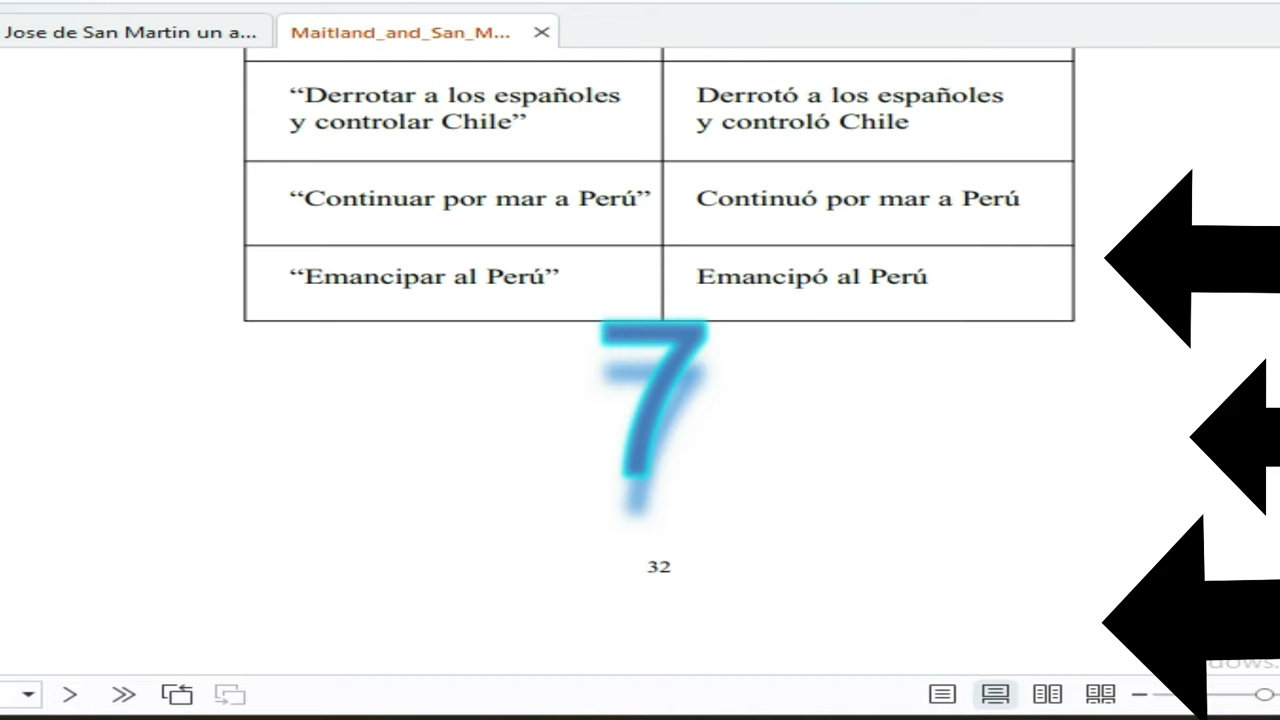 Jose de San Martin un a...
Maitland_and_San_M...
“Derrotar a los españoles
y controlar Chile”
Derrotó a los españoles
y controló Chile
“Continuar por mar a Perú”
Continuó por mar a Perú
“Emancipar al Perú”
Emancipó al Perú
7
32